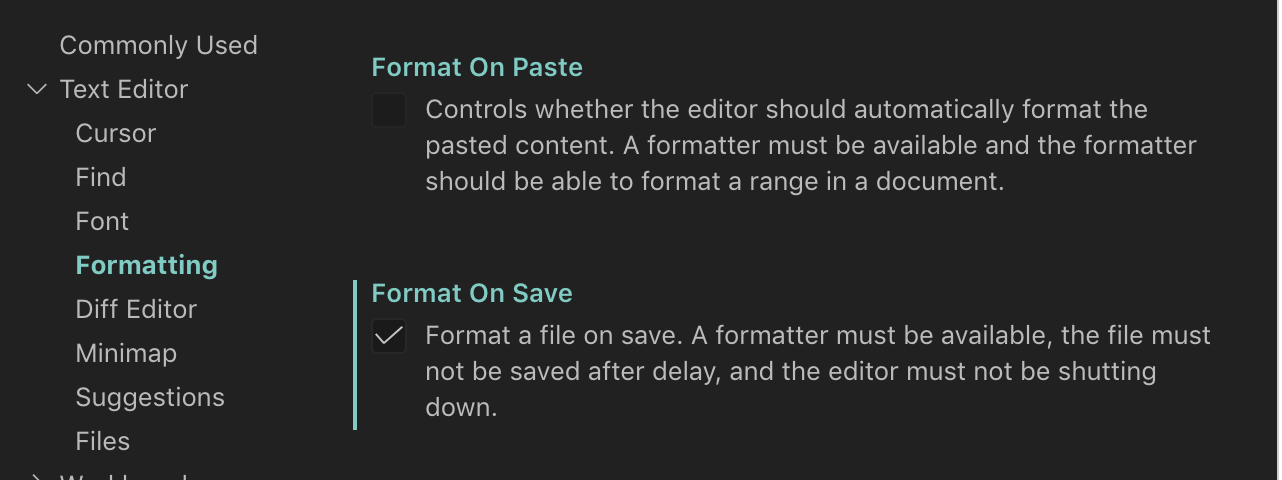 Commonly Used
Text Editor
Cursor
Find
Font
Formatting
Diff Editor
Minimap
Suggestions
Files
Format On Paste
Controls whether the editor should automatically format the
pasted content. A formatter must be available and the formatter
should be able to format a range in a document.
Format On Save
Format a file on save. A formatter must be available, the file must
not be saved after delay, and the editor must not be shutting
down.